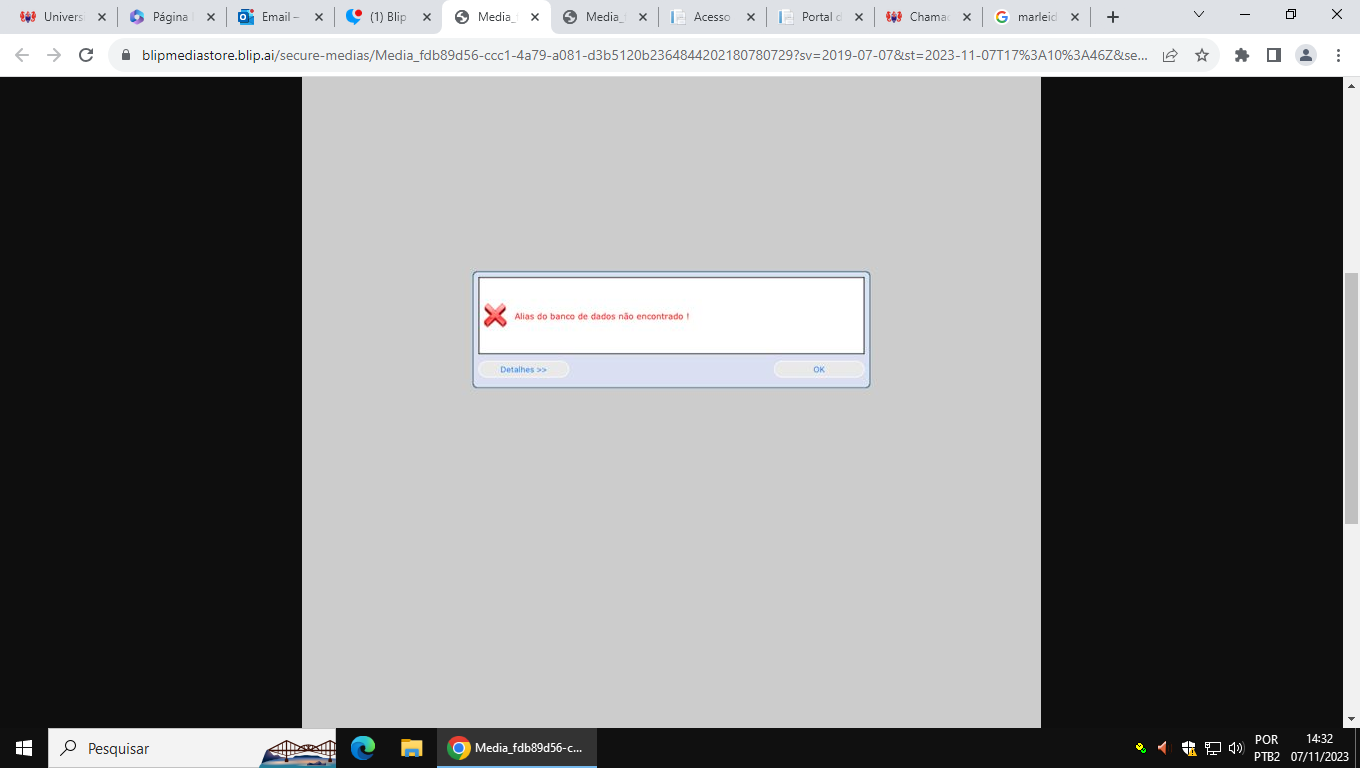 Univers
Página
Email –
(1) Blip
Media_
Media_
Acesso
Portal d
Chamac
marleid
blipmediastore.blip.ai/secure-medias/Media_fdb89d56-ccc1-4a79-a081-d3b5120b2364844202180780729?sv=2019-07-07&st=2023-11-07T17%3A10%3A46Z&se...
Alias do banco de dados não encontrado !
Detalhes >>
OK
Pesquisar
Media_fdb89d56-c...
POR
PTB2
14:32
07/11/2023